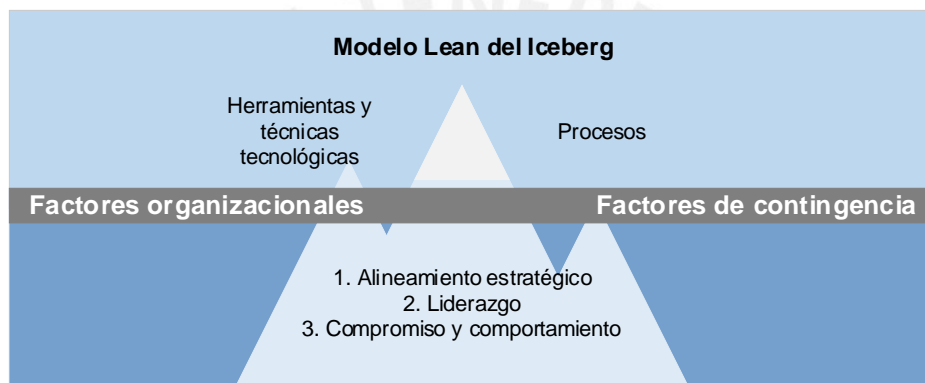 Modelo Lean del Iceberg
Herramientas y
técnicas
tecnológicas
Procesos
Factores organizacionales
Factores de contingencia
1. Alineamiento estratégico
2. Liderazgo
3. Compromiso y comportamiento